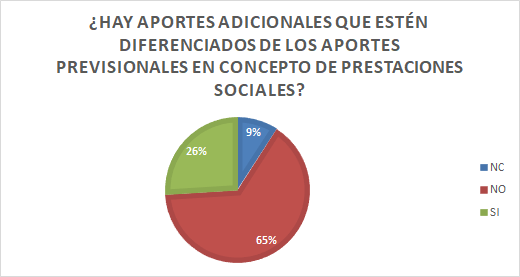 ¿HAY APORTES ADICIONALES QUE ESTÉN
DIFERENCIADOS DE LOS APORTES
PREVISIONALES EN CONCEPTO DE PRESTACIONES
SOCIALES?
9%
26%
65%
NC
NO
SI